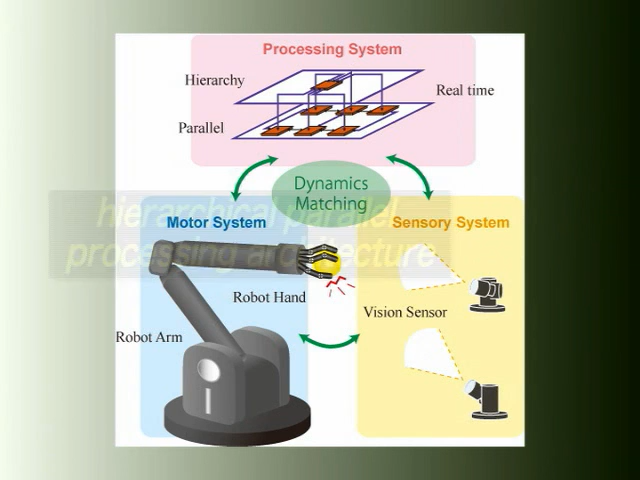 Processing System
Hierarchy
Real time
Parallel
Dynamics
Matching
hierarchical parallel
processing architecture
Motor System
Sensory System
Robot Hand
Vision Sensor
Robot Arm